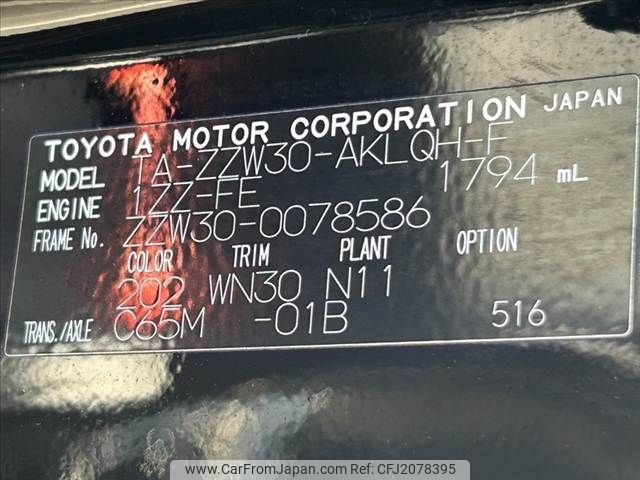 TOYOTA MOTOR CORPORATION JAPAN
MODEL TA-ZZW30-AKLQH-F
ENGINE 1ZZ-FE 1794 mL
FRAME No. ZZW30-0078586
COLOR TRIM PLANT OPTION
202 WN30 N11
TRANS./AXLE C65M -01B 516
www.CarFromJapan.com - CFJ2078395